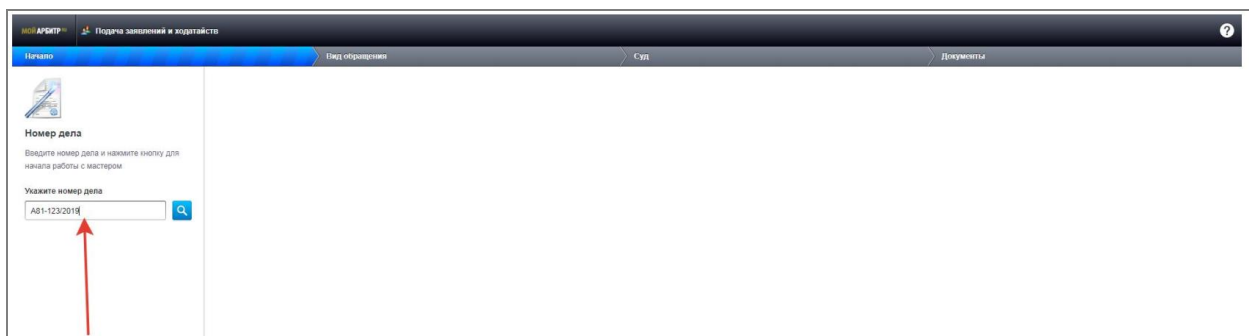 МОЙ АРБИТР
Подача заявлений и ходатайств
?
Начало
Вид обращения
Суд
Документы
Номер дела
Введите номер дела и нажмите кнопку для
начала работы с мастером
Укажите номер дела
А81-123/2019